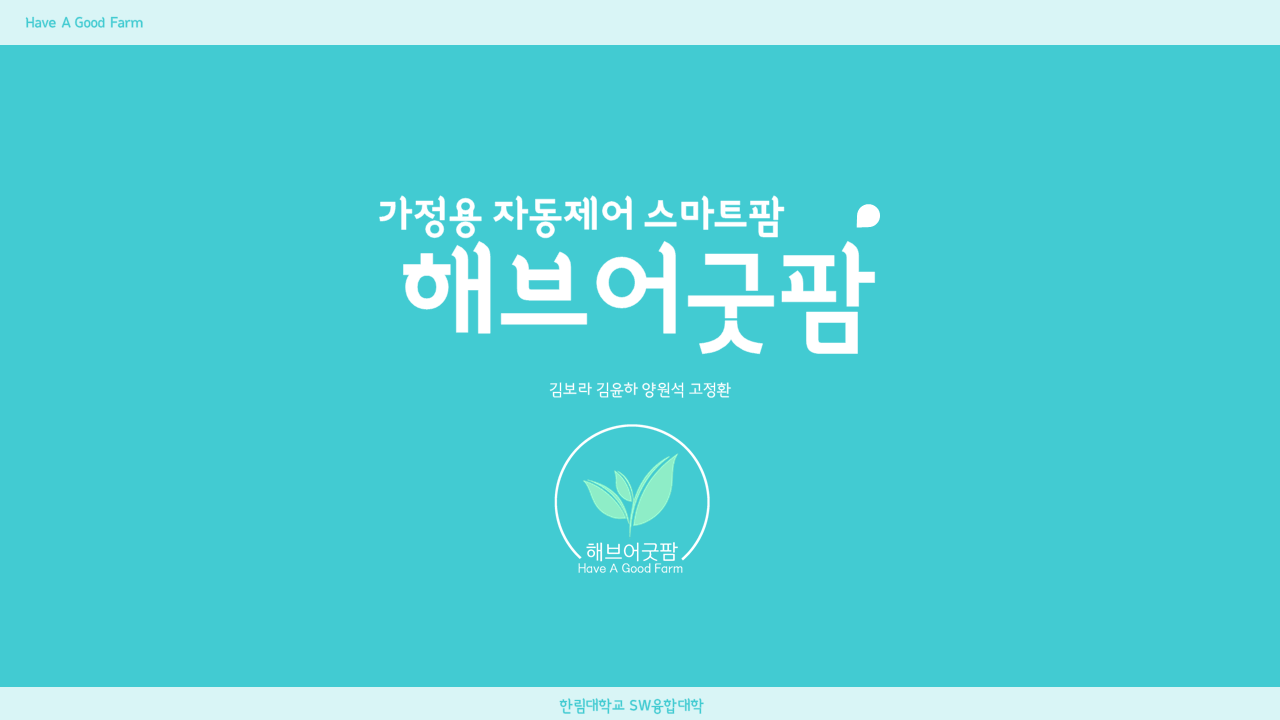 Have A Good Farm
가정용 자동제어 스마트팜
해브어굿팜
김보라 김윤하 양원석 고정환
해브어굿팜
Have A Good Farm
한림대학교 SW융합대학